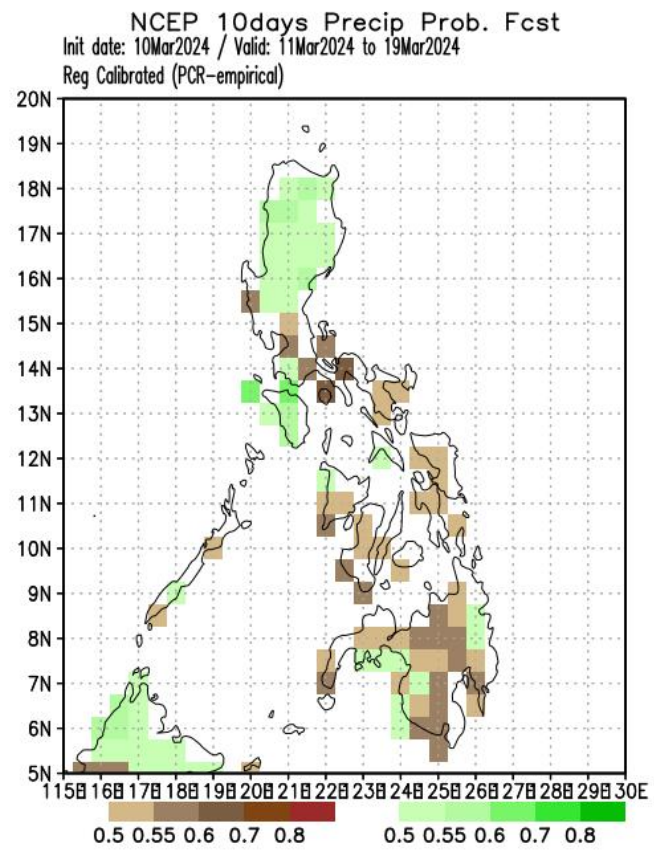 NCEP 10days Precip Prob. Fcst
Init date: 10Mar2024 / Valid: 11Mar2024 to 19Mar2024
Reg Calibrated (PCR-empirical)
20N
19N
18N
17N
16N
15N
14N
13N
12N
11N
10N
9N
8N
7N
6N
5N
115E 116E 117E 118E 119E 120E 121E 122E 123E 124E 125E 126E 127E 128E 129E 130E
0.5 0.55 0.6 0.7 0.8 0.5 0.55 0.6 0.7 0.8